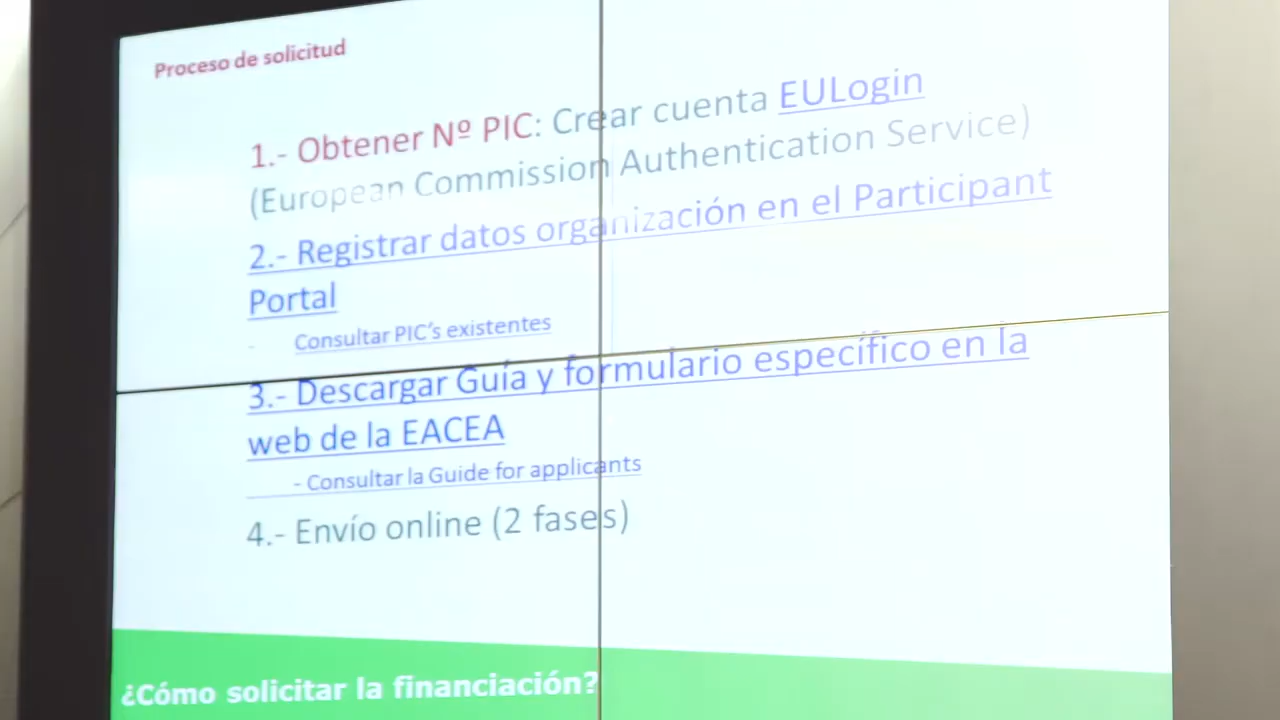 Proceso de solicitud
1.- Obtener Nº PIC: Crear cuenta EULogin
(European Commission Authentication Service)
2.- Registrar datos organización en el Participant
Portal
- Consultar PIC’s existentes
3.- Descargar Guía y formulario específico en la
web de la EACEA
- Consultar la Guide for applicants
4.- Envío online (2 fases)
¿Cómo solicitar la financiación?